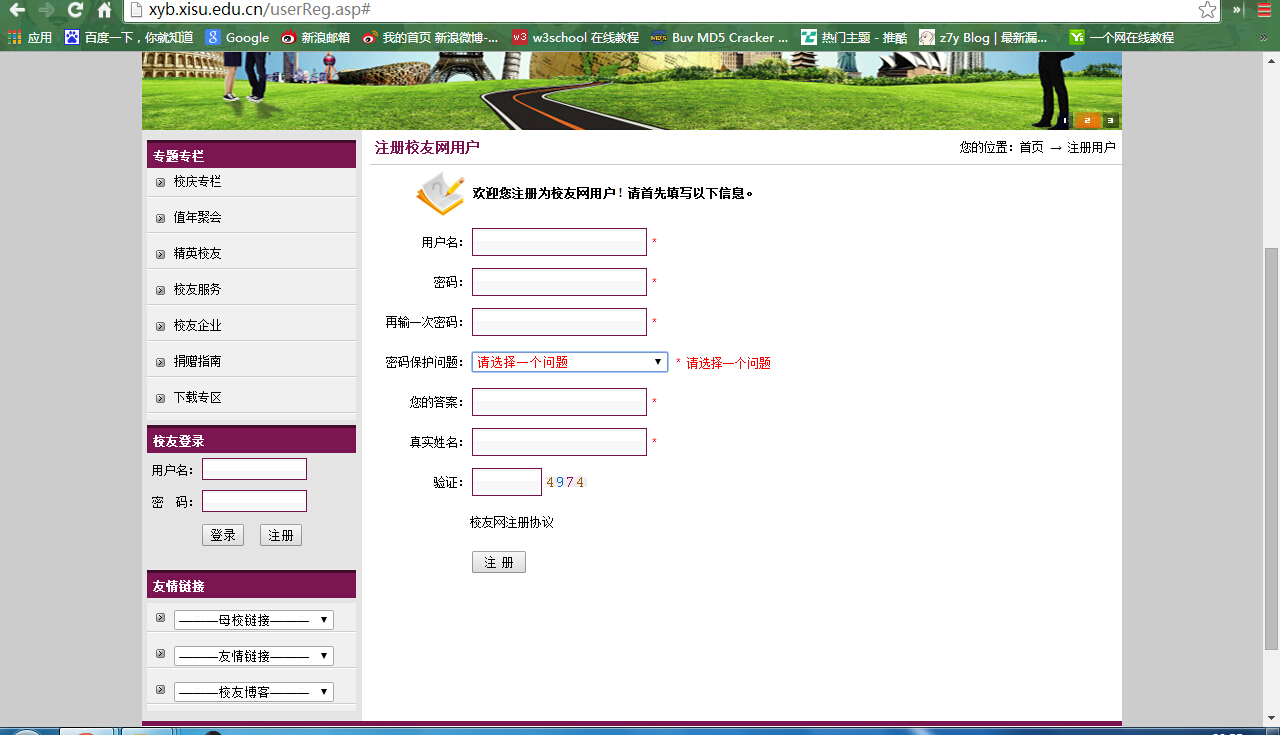 xyb.xisu.edu.cn/userReg.asp#
应用 百度一下，你就知道 Google 新浪邮箱 我的首页 新浪微博-... w3school 在线教程 Buv MD5 Cracker ... 热门主题 - 推酷 z7y Blog | 最新漏... 一个网在线教程
1 2 3
专题专栏
校庆专栏
值年聚会
精英校友
校友服务
校友企业
捐赠指南
下载专区
校友登录
用户名：
密 码：
登录 注册
友情链接
———母校链接———
———友情链接———
———校友博客———
注册校友网用户 您的位置：首页 → 注册用户
欢迎您注册为校友网用户！请首先填写以下信息。
用户名： *
密码： *
再输一次密码： *
密码保护问题： 请选择一个问题 * 请选择一个问题
您的答案： *
真实姓名： *
验证： 4974
校友网注册协议
注 册